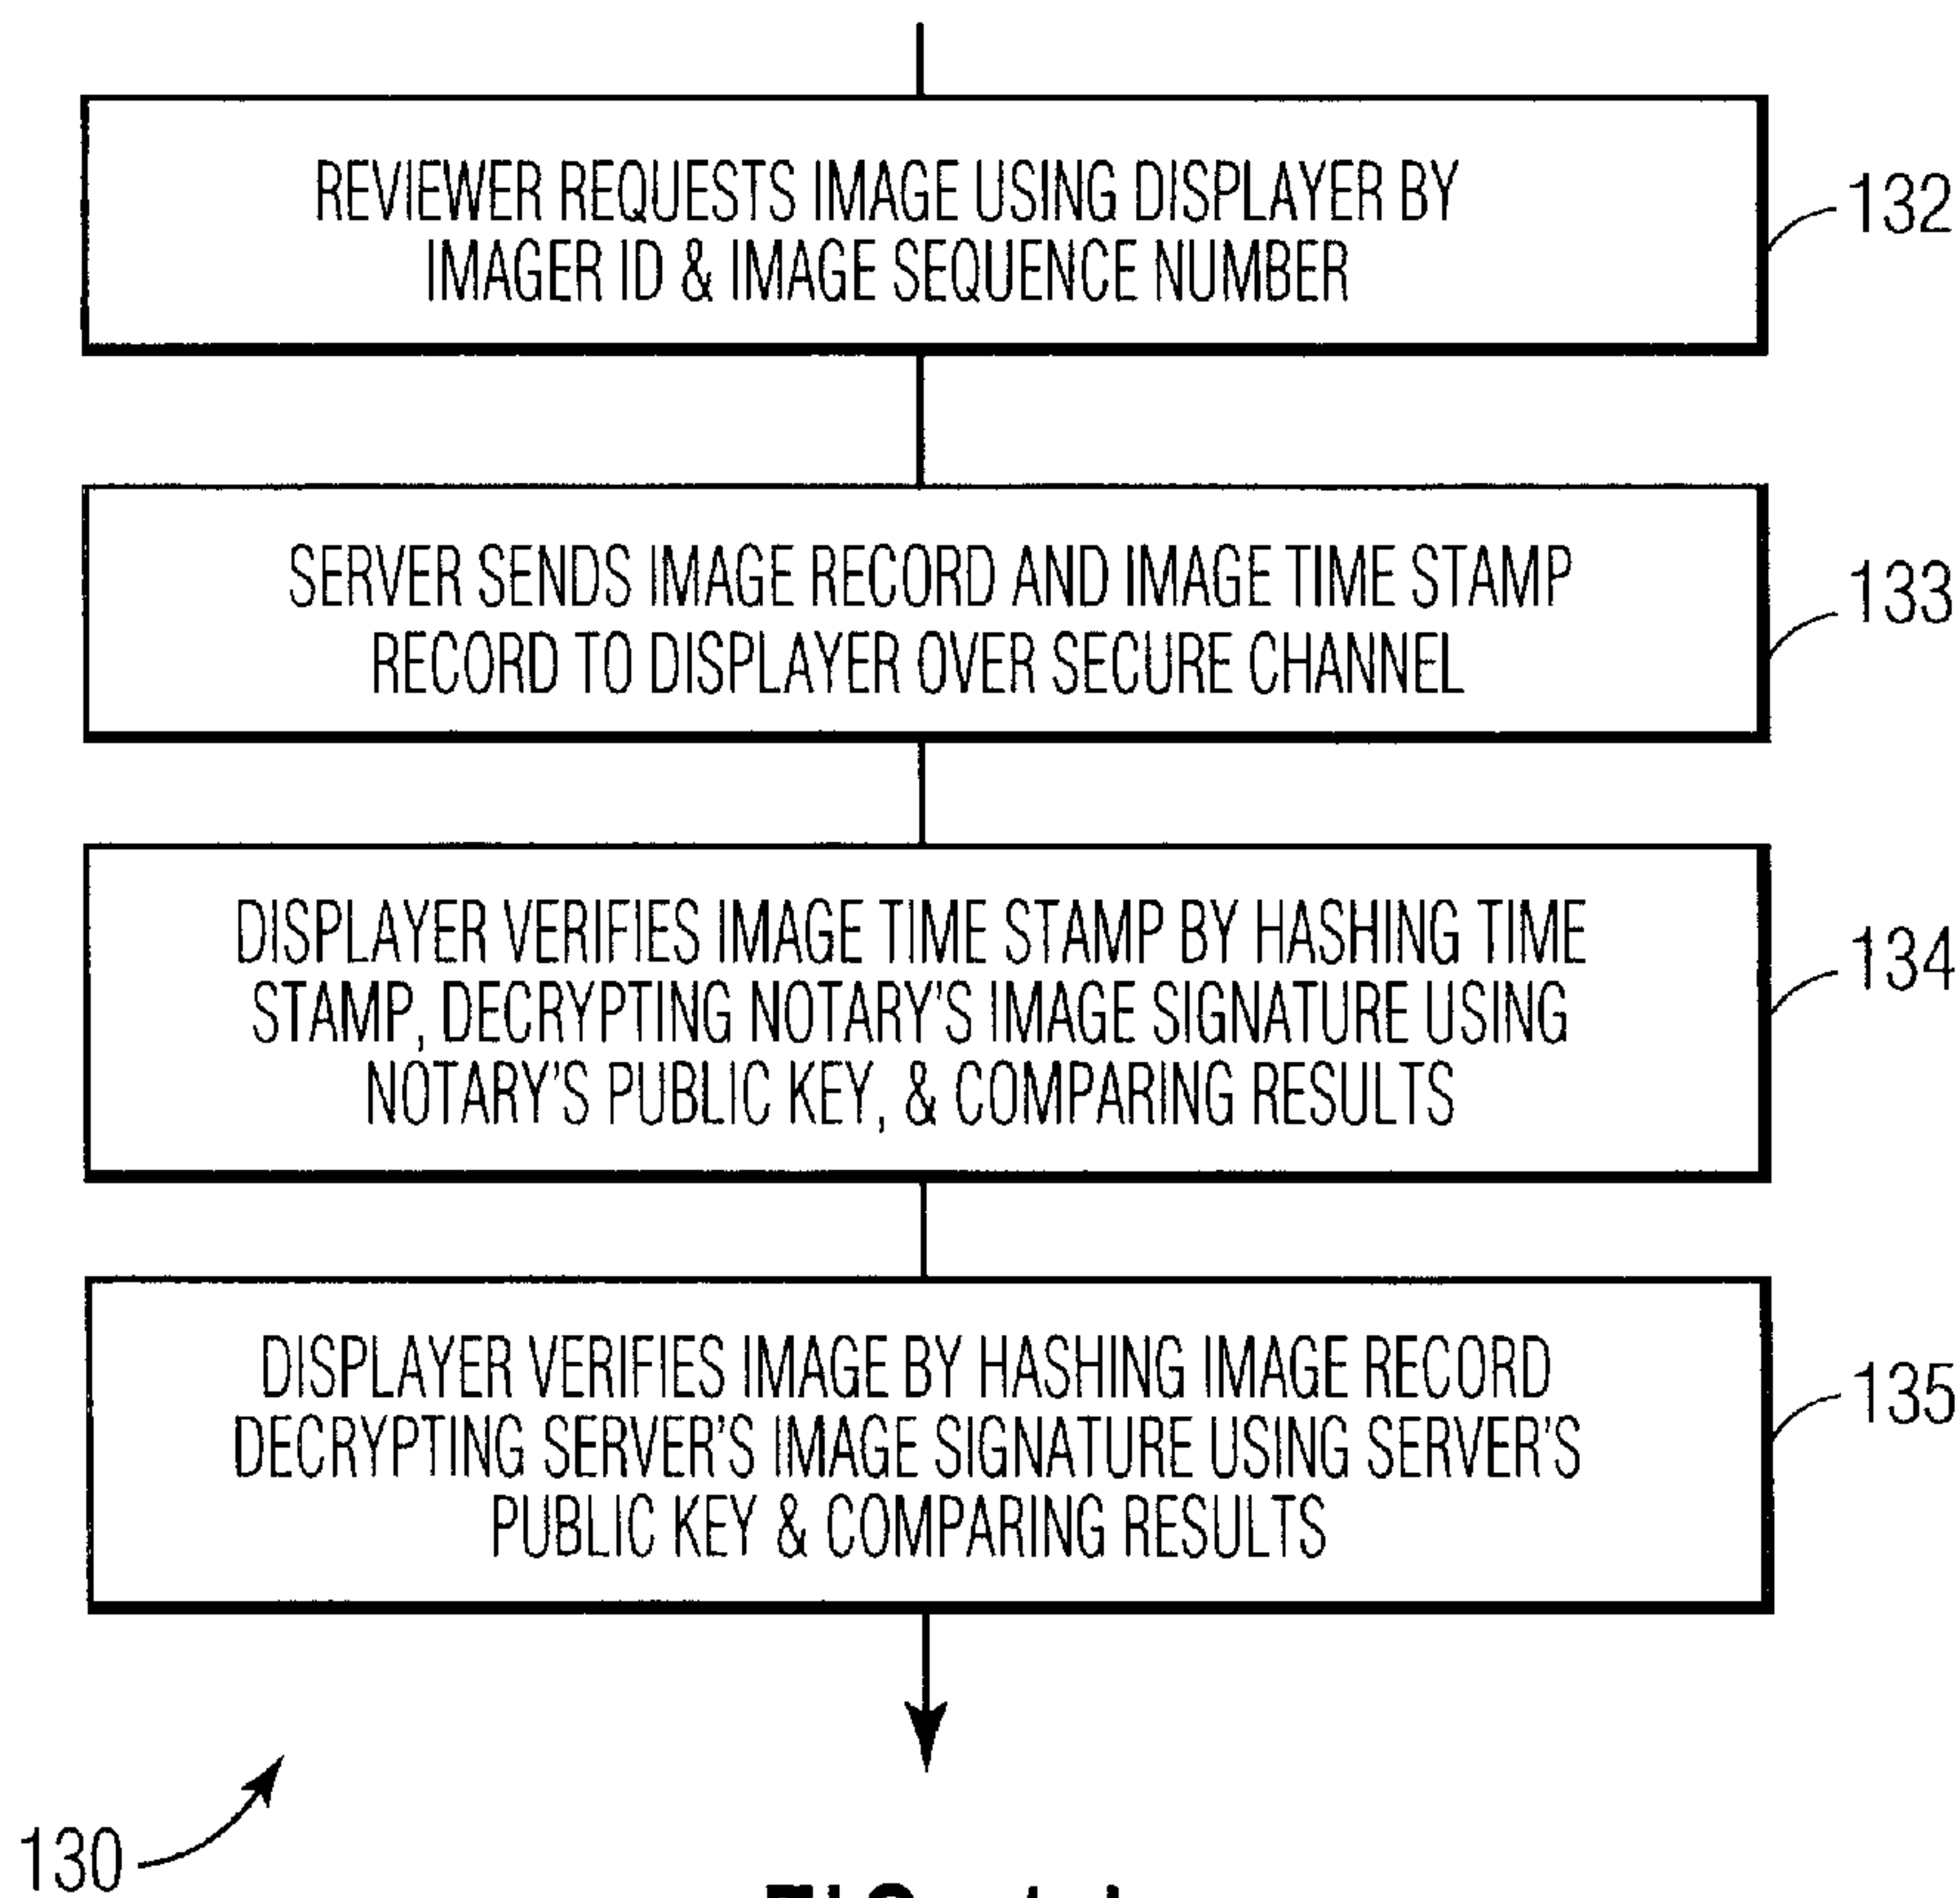 REVIEWER REQUESTS IMAGE USING DISPLAYER BY
IMAGER ID & IMAGE SEQUENCE NUMBER
132
SERVER SENDS IMAGE RECORD AND IMAGE TIME STAMP
RECORD TO DISPLAYER OVER SECURE CHANNEL
133
DISPLAYER VERIFIES IMAGE TIME STAMP BY HASHING TIME
STAMP, DECRYPTING NOTARY'S IMAGE SIGNATURE USING
NOTARY'S PUBLIC KEY, & COMPARING RESULTS
134
DISPLAYER VERIFIES IMAGE BY HASHING IMAGE RECORD
DECRYPTING SERVER'S IMAGE SIGNATURE USING SERVER'S
PUBLIC KEY & COMPARING RESULTS
135
130